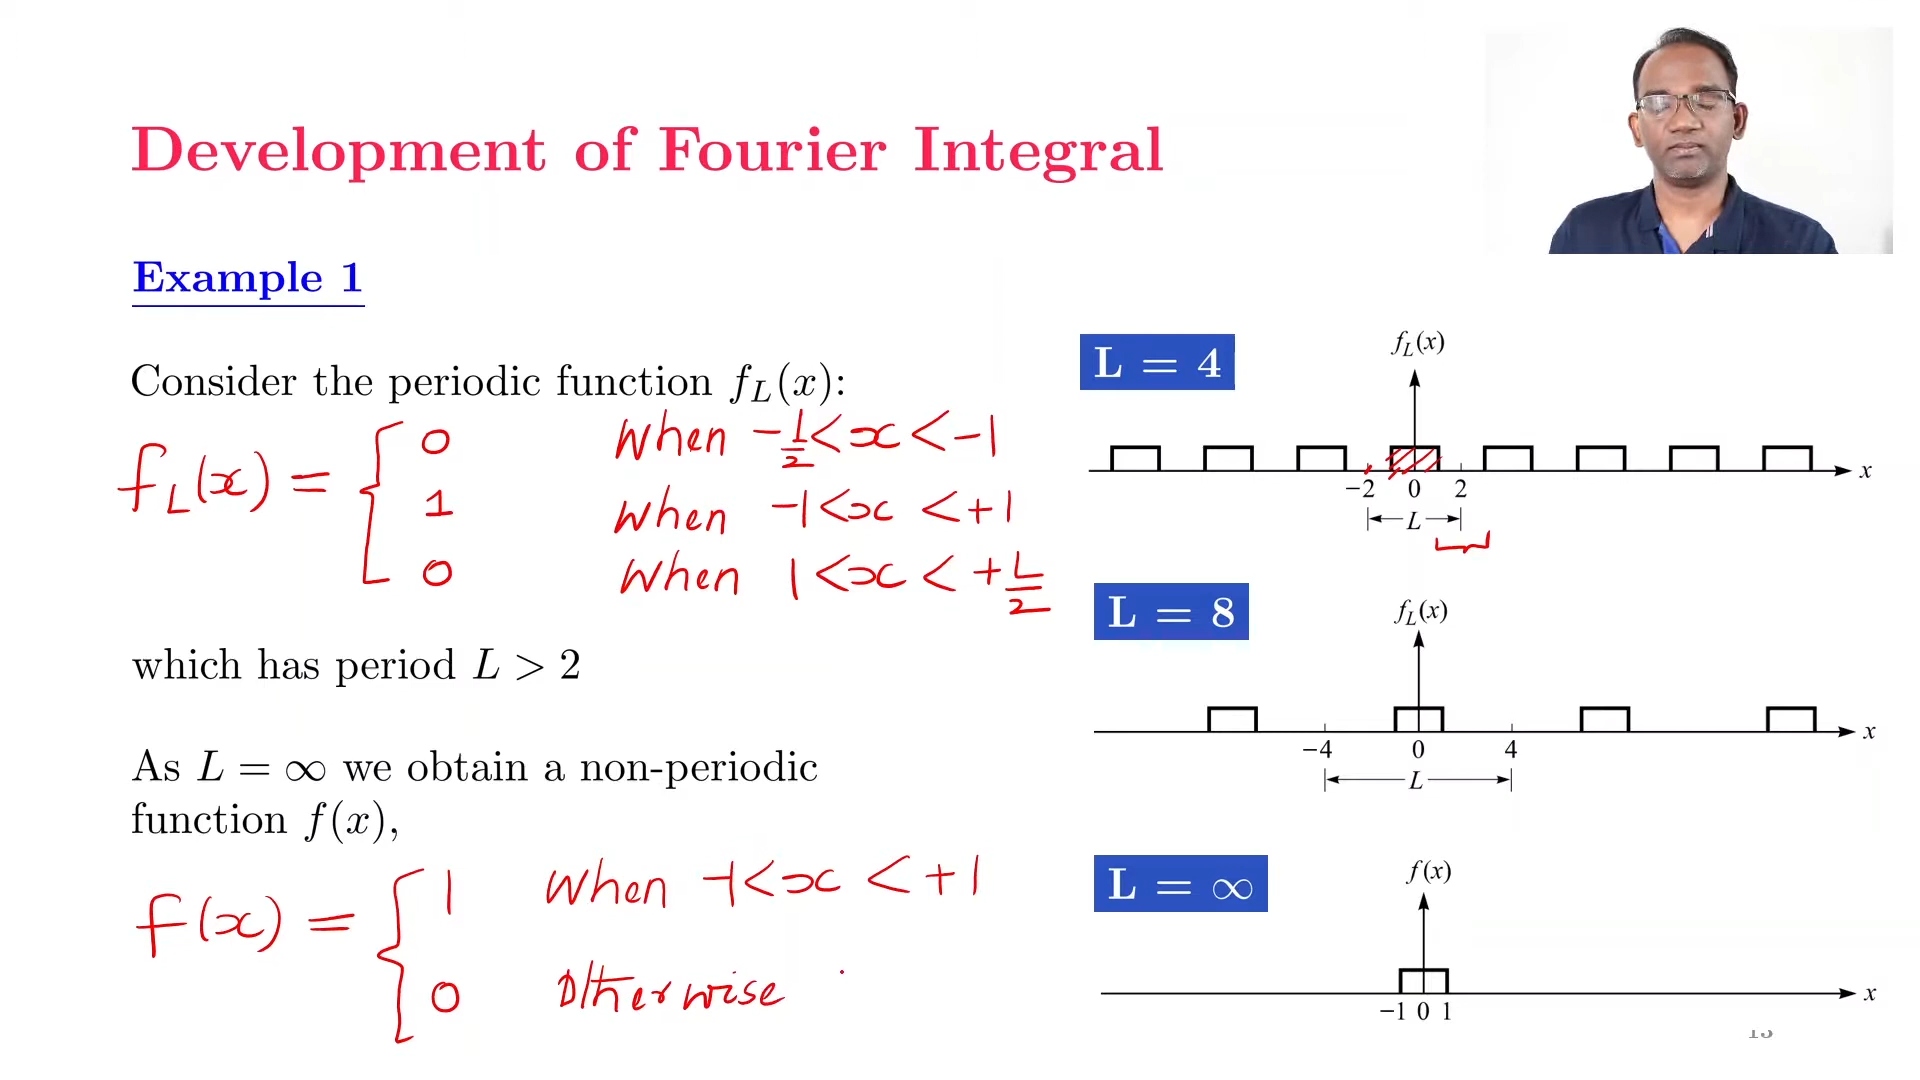 Development of Fourier Integral
Example 1
Consider the periodic function f_L(x):
f_L(x) = { 0 when -1/2 < x < -1
1 when -1 < x < +1
0 when 1 < x < +L/2
which has period L > 2
As L = ∞ we obtain a non-periodic
function f(x),
f(x) = { 1 when -1 < x < +1
0 Otherwise
L = 4
f_L(x)
x
−2 0 2
L
L = 8
f_L(x)
x
−4 0 4
L
L = ∞
f(x)
x
−1 0 1